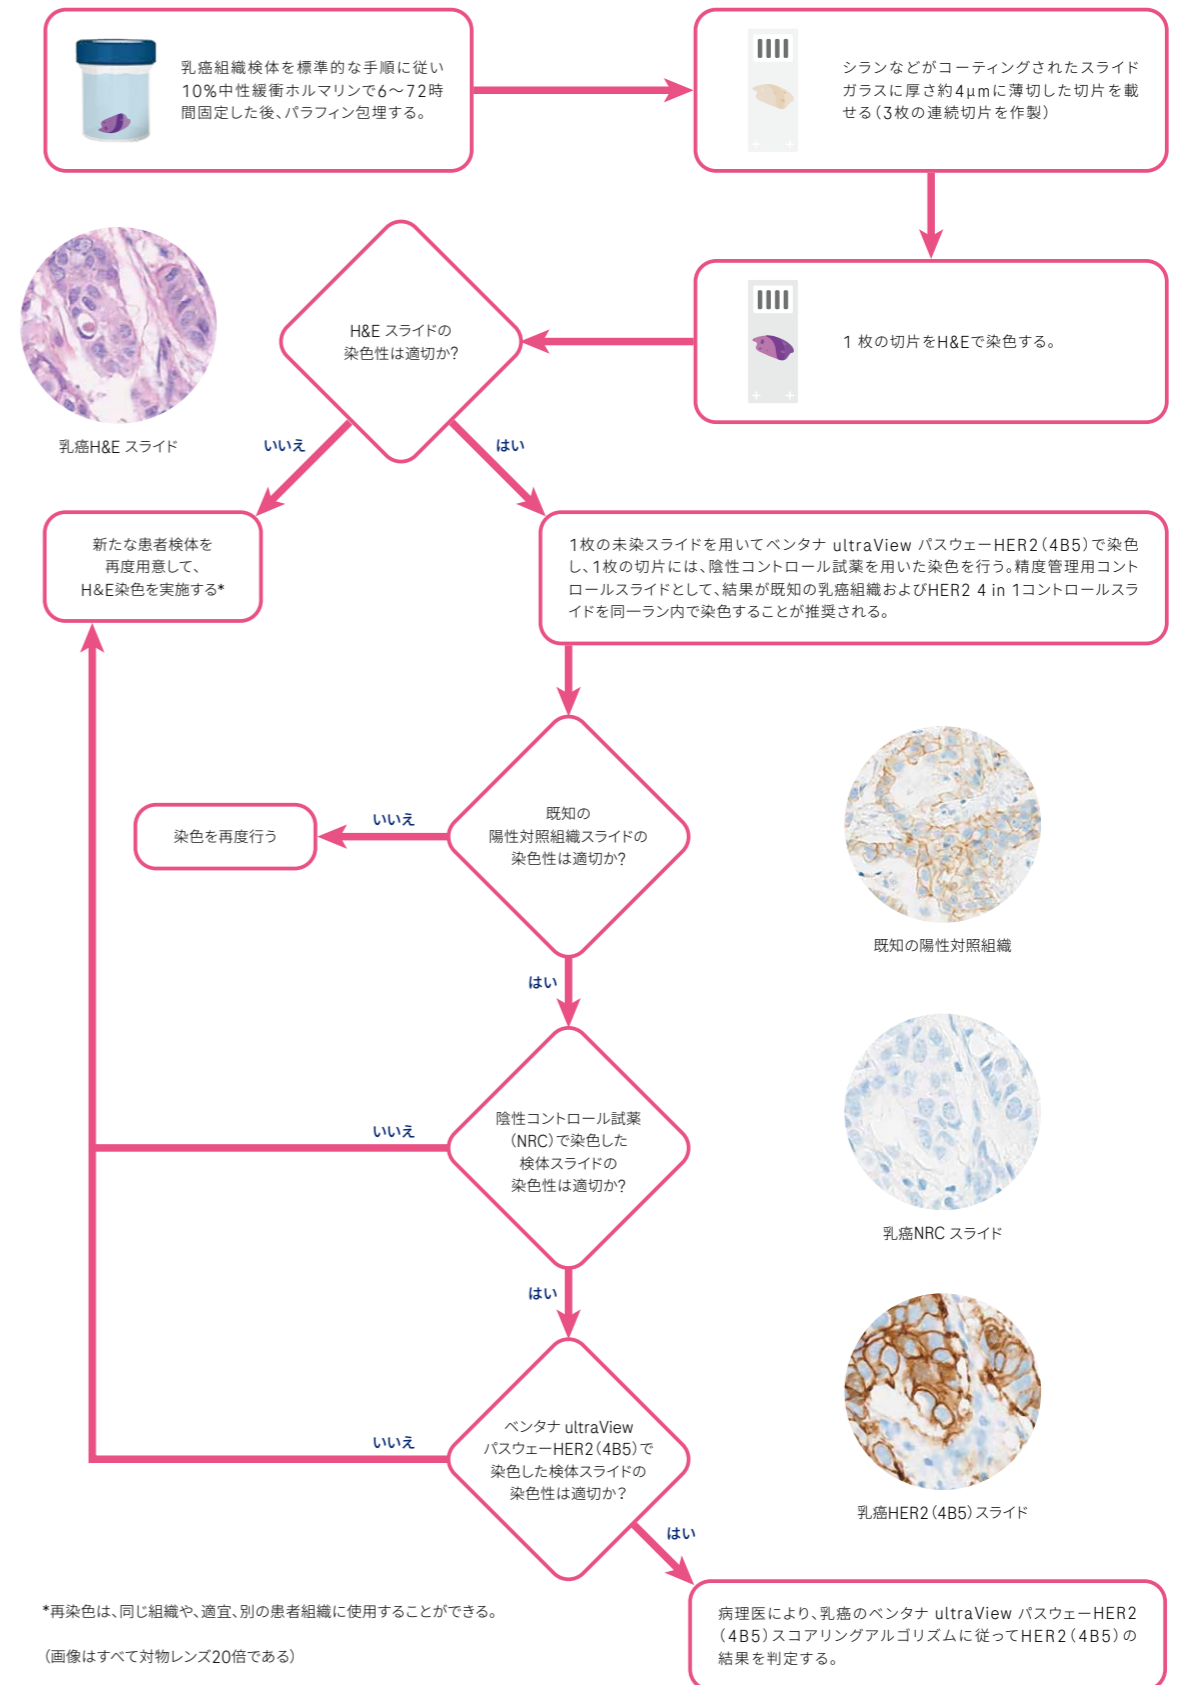 乳癌組織検体を標準的な手順に従い
10%中性緩衝ホルマリンで6～72時
間固定した後、パラフィン包埋する。
シランなどがコーティングされたスライド
ガラスに厚さ約4μmに薄切した切片を載
せる（3枚の連続切片を作製）
1 枚の切片をH&Eで染色する。
H&E スライドの
染色性は適切か?
乳癌H&E スライド
いいえ
はい
新たな患者検体を
再度用意して、
H&E染色を実施する*
1枚の未染スライドを用いてベンタナ ultraView パスウェーHER2（4B5）で染色
し、1枚の切片には、陰性コントロール試薬を用いた染色を行う。精度管理用コント
ロールスライドとして、結果が既知の乳癌組織およびHER2 4 in 1コントロールスラ
イドを同一ラン内で染色することが推奨される。
既知の
陽性対照組織スライドの
染色性は適切か?
いいえ
染色を再度行う
既知の陽性対照組織
はい
陰性コントロール試薬
（NRC）で染色した
検体スライドの
染色性は適切か?
いいえ
乳癌NRC スライド
はい
ベンタナ ultraView
パスウェーHER2（4B5）で
染色した検体スライドの
染色性は適切か？
いいえ
乳癌HER2（4B5）スライド
はい
病理医により、乳癌のベンタナ ultraView パスウェーHER2
（4B5）スコアリングアルゴリズムに従ってHER2（4B5）の
結果を判定する。
*再染色は、同じ組織や、適宜、別の患者組織に使用することができる。
（画像はすべて対物レンズ20倍である）